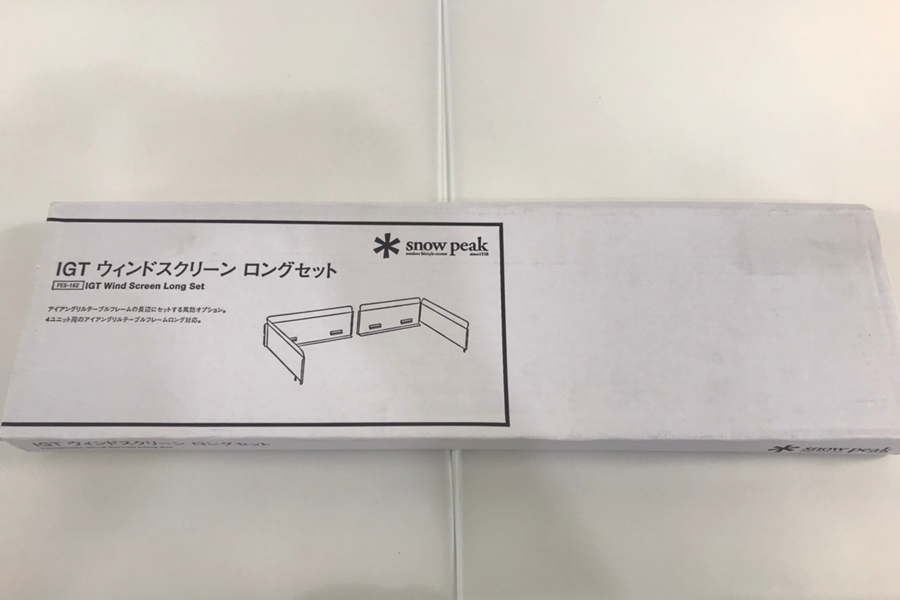 snow peak
outdoor lifestyle creator
since1958
IGT ウィンドスクリーン ロングセット
FES-102 IGT Wind Screen Long Set
アイアングリルテーブルフレームの長辺にセットする風防オプション。
4ユニット用のアイアングリルテーブルフレームロング対応。
IGT ウィンドスクリーン ロングセット
snow peak